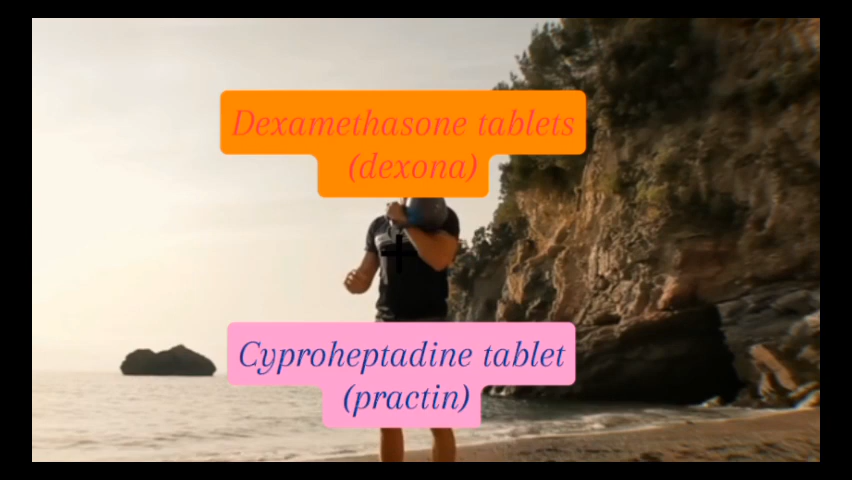 Dexamethasone tablets
(dexona)
+
Cyproheptadine tablet
(practin)